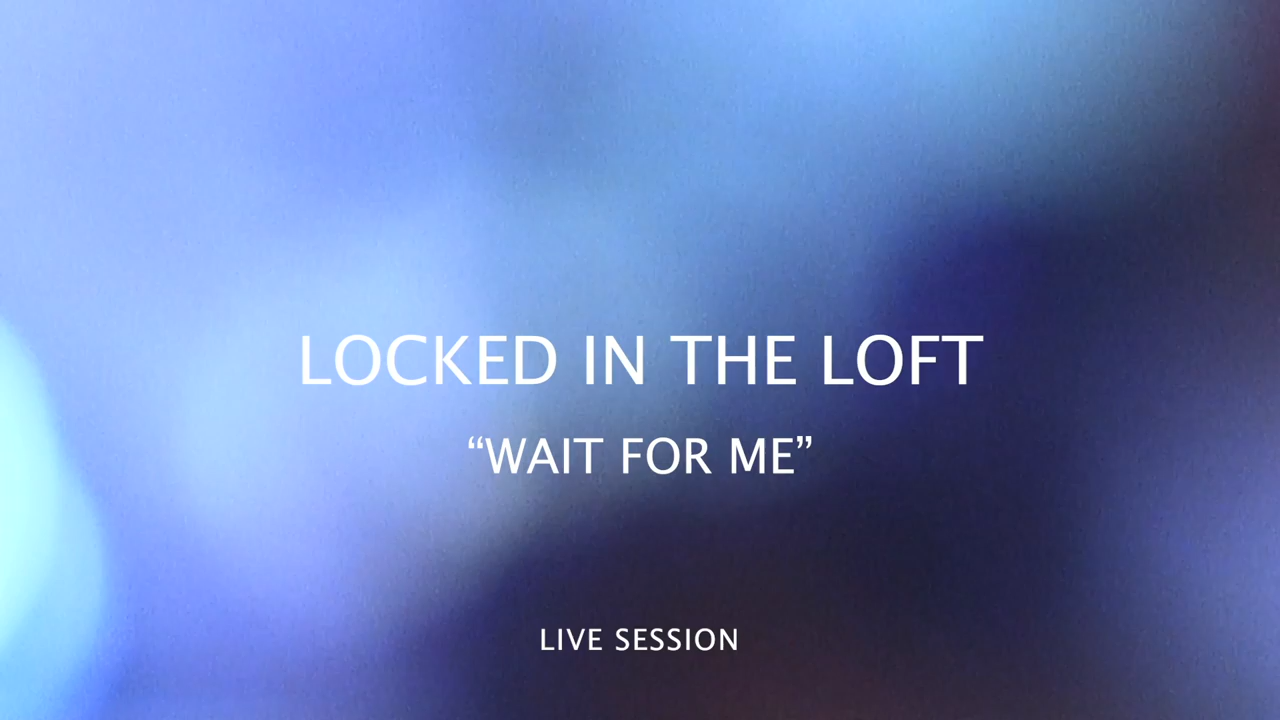 LOCKED IN THE LOFT
“WAIT FOR ME”
LIVE SESSION